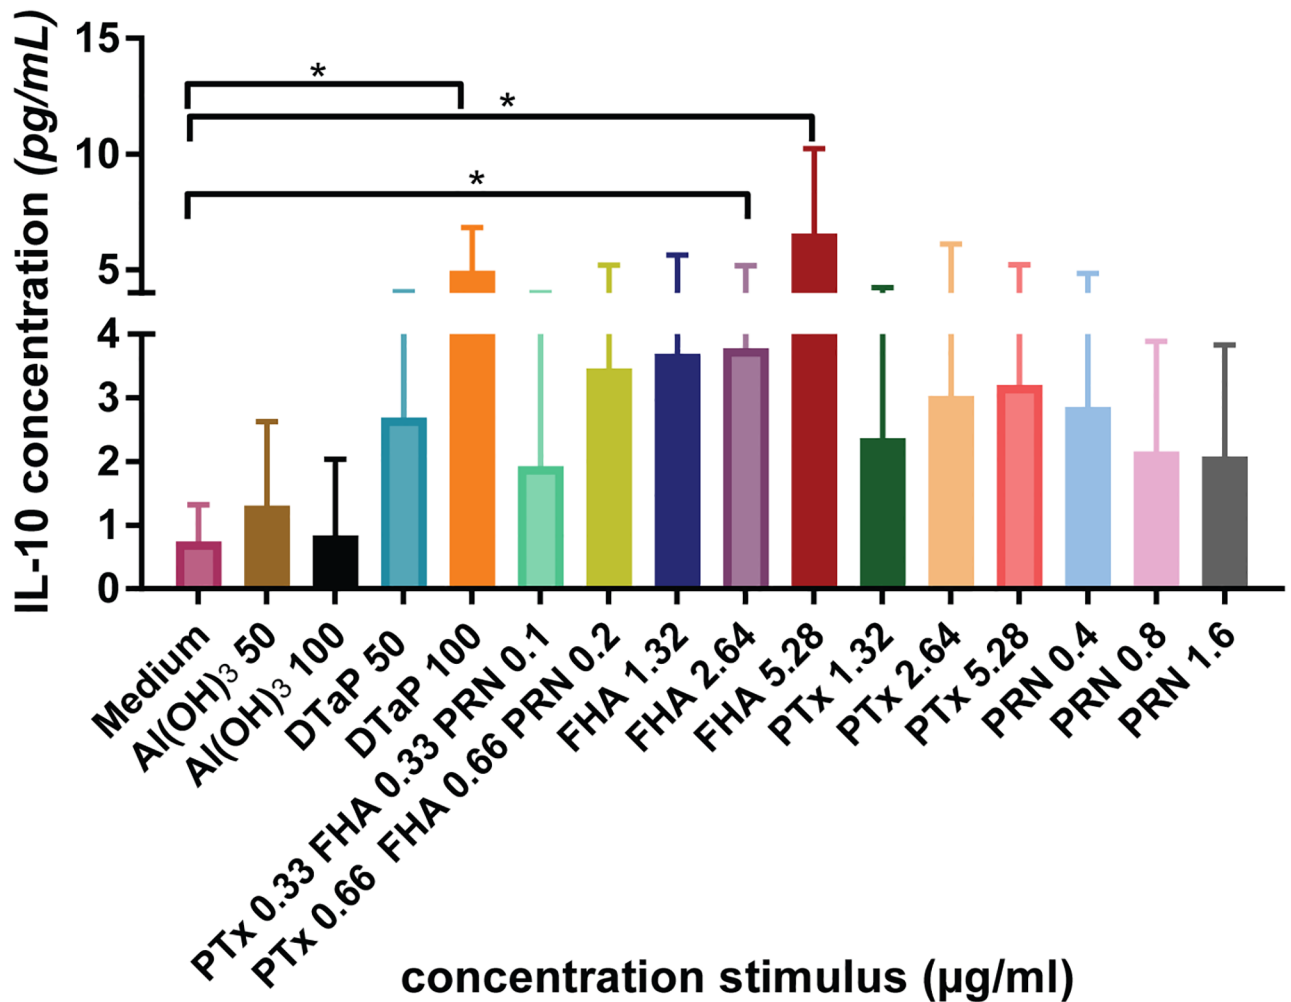 IL-10 concentration (pg/mL)
15
10
5
4
3
2
1
0
*
*
*
Medium
Al(OH)3 50
Al(OH)3 100
DTaP 50
DTaP 100
PTx 0.33 FHA 0.33 PRN 0.1
PTx 0.66 FHA 0.66 PRN 0.2
FHA 1.32
FHA 2.64
FHA 5.28
PTx 1.32
PTx 2.64
PTx 5.28
PRN 0.4
PRN 0.8
PRN 1.6
concentration stimulus (µg/ml)